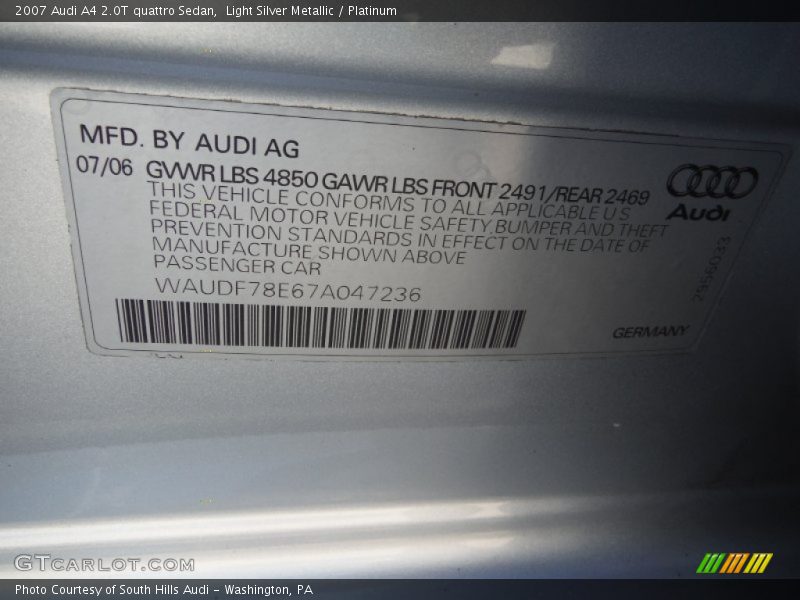 2007 Audi A4 2.0T quattro Sedan, Light Silver Metallic / Platinum
MFD. BY AUDI AG
07/06 GVWR LBS 4850 GAWR LBS FRONT 2491/REAR 2469
THIS VEHICLE CONFORMS TO ALL APPLICABLE U S
FEDERAL MOTOR VEHICLE SAFETY,BUMPER AND THEFT
PREVENTION STANDARDS IN EFFECT ON THE DATE OF
MANUFACTURE SHOWN ABOVE
PASSENGER CAR
WAUDF78E67A047236
Audi
2956033
GERMANY
GTCARLOT.COM
Photo Courtesy of South Hills Audi - Washington, PA